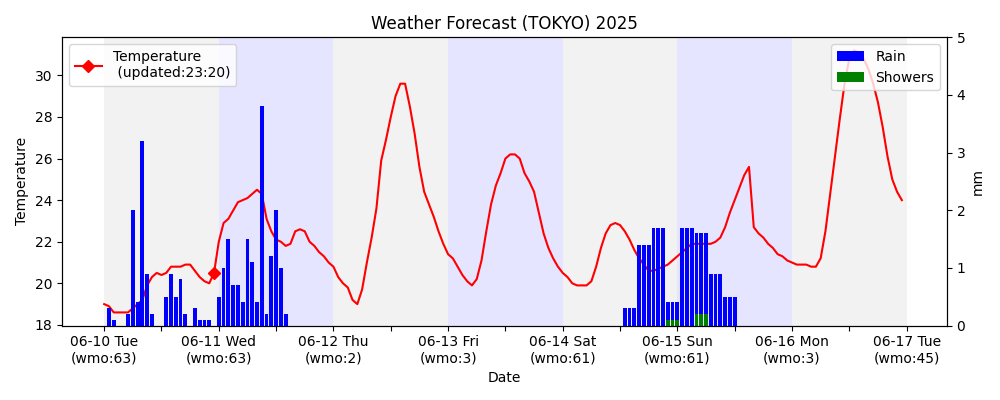 Weather Forecast (TOKYO) 2025
Temperature
(updated:23:20)
Rain
Showers
Temperature
30
28
26
24
22
20
18
5
4
3
2
1
0
mm
06-10 Tue
(wmo:63)
06-11 Wed
(wmo:63)
06-12 Thu
(wmo:2)
06-13 Fri
(wmo:3)
06-14 Sat
(wmo:61)
06-15 Sun
(wmo:61)
06-16 Mon
(wmo:3)
06-17 Tue
(wmo:45)
Date